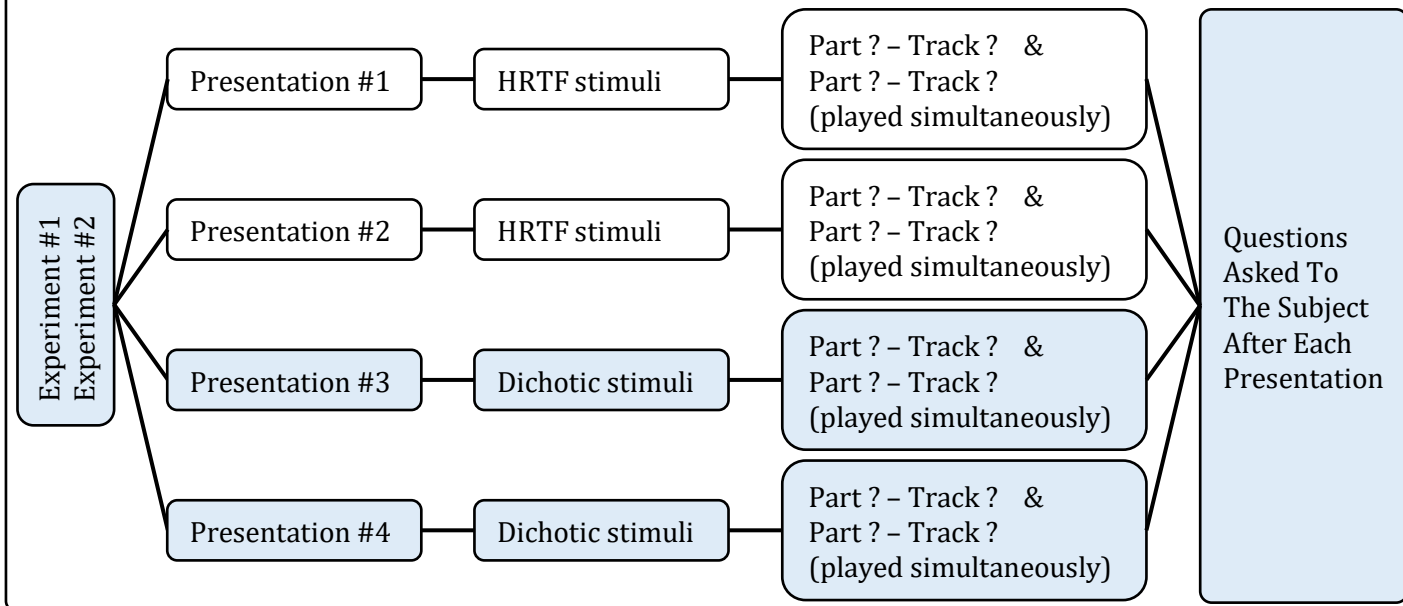 Experiment #1
Experiment #2
Presentation #1
HRTF stimuli
Part ? – Track ? &
Part ? – Track ?
(played simultaneously)
Presentation #2
HRTF stimuli
Part ? – Track ? &
Part ? – Track ?
(played simultaneously)
Presentation #3
Dichotic stimuli
Part ? – Track ? &
Part ? – Track ?
(played simultaneously)
Presentation #4
Dichotic stimuli
Part ? – Track ? &
Part ? – Track ?
(played simultaneously)
Questions
Asked To
The Subject
After Each
Presentation